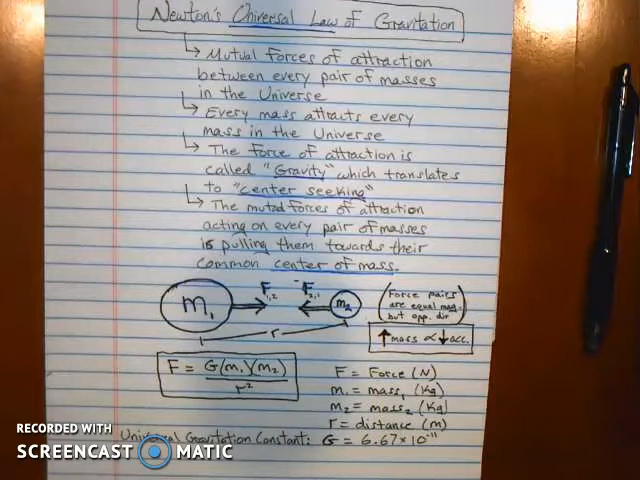 Newton's Universal Law of Gravitation
↳ Mutual forces of attraction
between every pair of masses
in the Universe
↳ Every mass attracts every
mass in the Universe
↳ The force of attraction is
called "Gravity" which translates
to "center seeking"
↳ The mutual forces of attraction
acting on every pair of masses
is pulling them towards their
common center of mass.
m₁ F₁,₂ -F₂,₁ m₂
r
(Force pairs
are equal mag.
but opp. dir)
↑mass ∝ ↓acc.
F = G(m₁)(m₂)/r²
F = Force (N)
m₁ = mass₁ (Kg)
m₂ = mass₂ (Kg)
r = distance (m)
Universal Gravitation Constant: G = 6.67×10⁻¹¹
RECORDED WITH
SCREENCAST MATIC